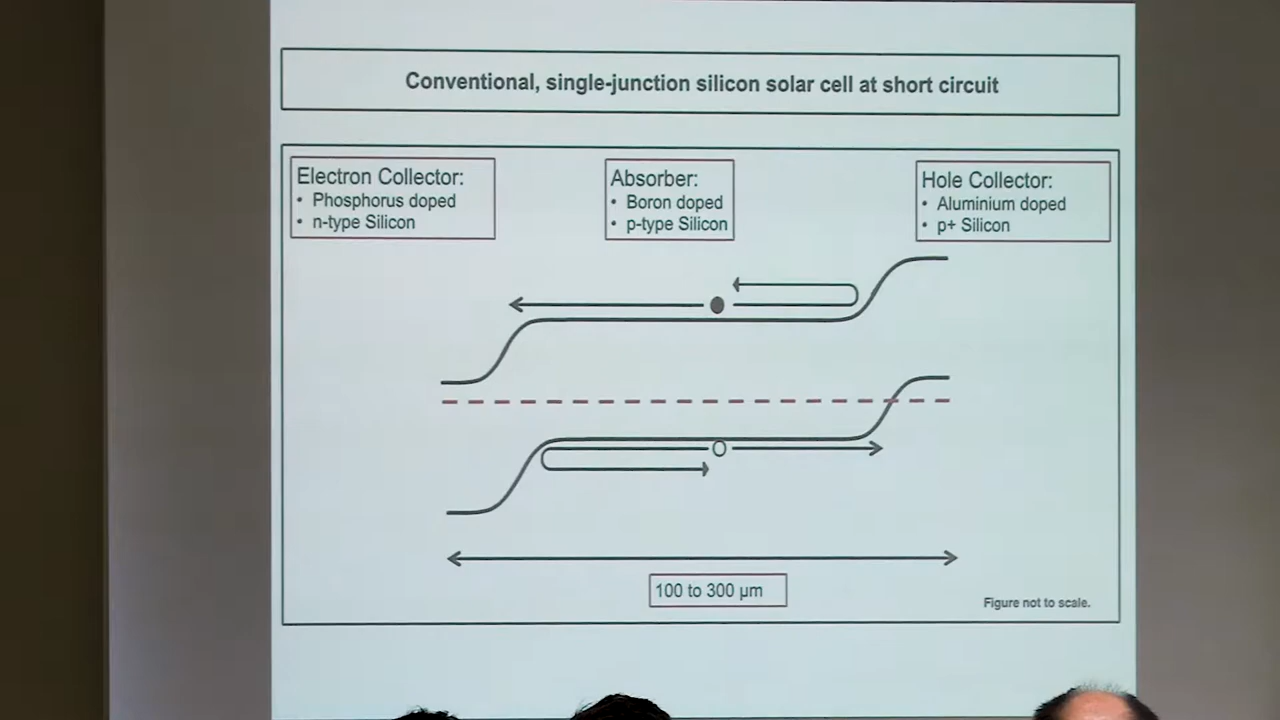 Conventional, single-junction silicon solar cell at short circuit
Electron Collector:
• Phosphorus doped
• n-type Silicon
Absorber:
• Boron doped
• p-type Silicon
Hole Collector:
• Aluminium doped
• p+ Silicon
100 to 300 µm
Figure not to scale.